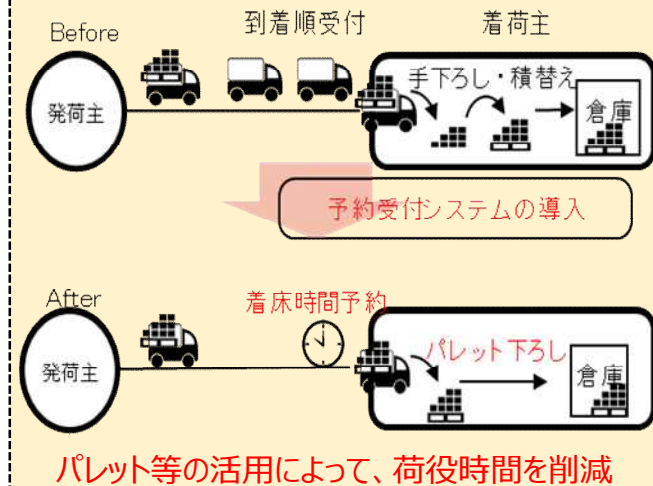 Before
到着順受付
着荷主
発荷主
手下ろし・積替え
倉庫
予約受付システムの導入
After
着床時間予約
発荷主
パレット下ろし
倉庫
パレット等の活用によって、荷役時間を削減